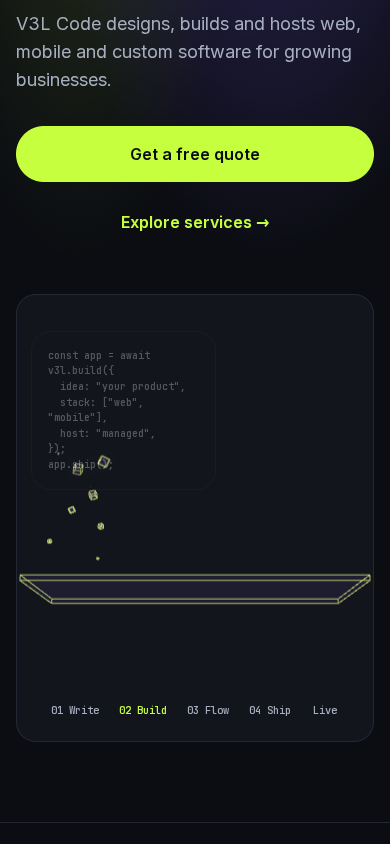 V3L Code designs, builds and hosts web,
mobile and custom software for growing
businesses.
Get a free quote
Explore services →
const app = await
v3l.build({
  idea: "your product",
  stack: ["web",
"mobile"],
  host: "managed",
});
app.ship();
01 Write 02 Build 03 Flow 04 Ship Live